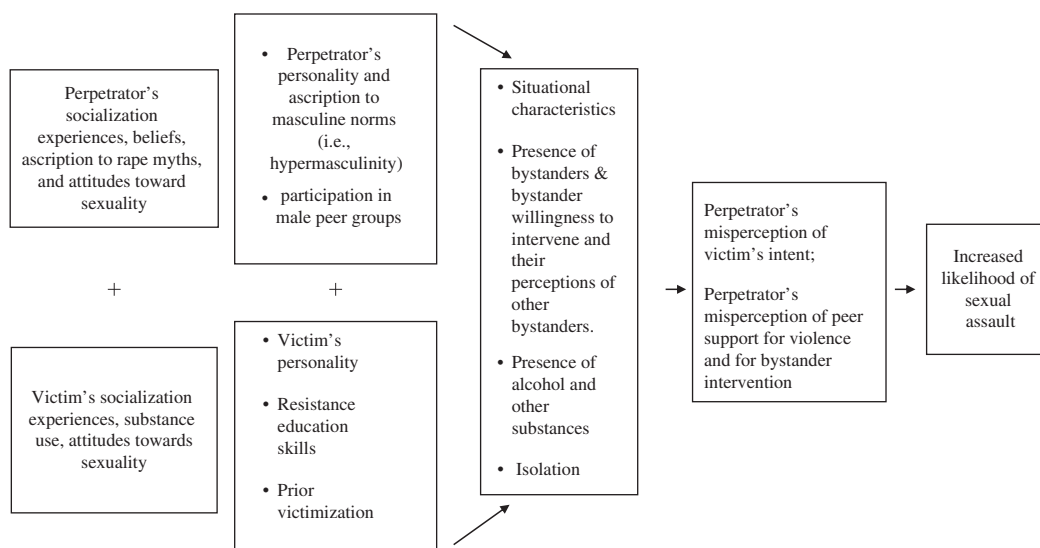 Perpetrator's
socialization
experiences, beliefs,
ascription to rape myths,
and attitudes toward
sexuality
+
Victim's socialization
experiences, substance
use, attitudes towards
sexuality
• Perpetrator's
personality and
ascription to
masculine norms
(i.e.,
hypermasculinity)
• participation in
male peer groups
+
• Victim's
personality
• Resistance
education
skills
• Prior
victimization
• Situational
characteristics
• Presence of
bystanders &
bystander
willingness to
intervene and
their
perceptions of
other
bystanders.
• Presence of
alcohol and
other
substances
• Isolation
Perpetrator's
misperception of
victim's intent;
Perpetrator's
misperception of peer
support for violence
and for bystander
intervention
Increased
likelihood of
sexual
assault